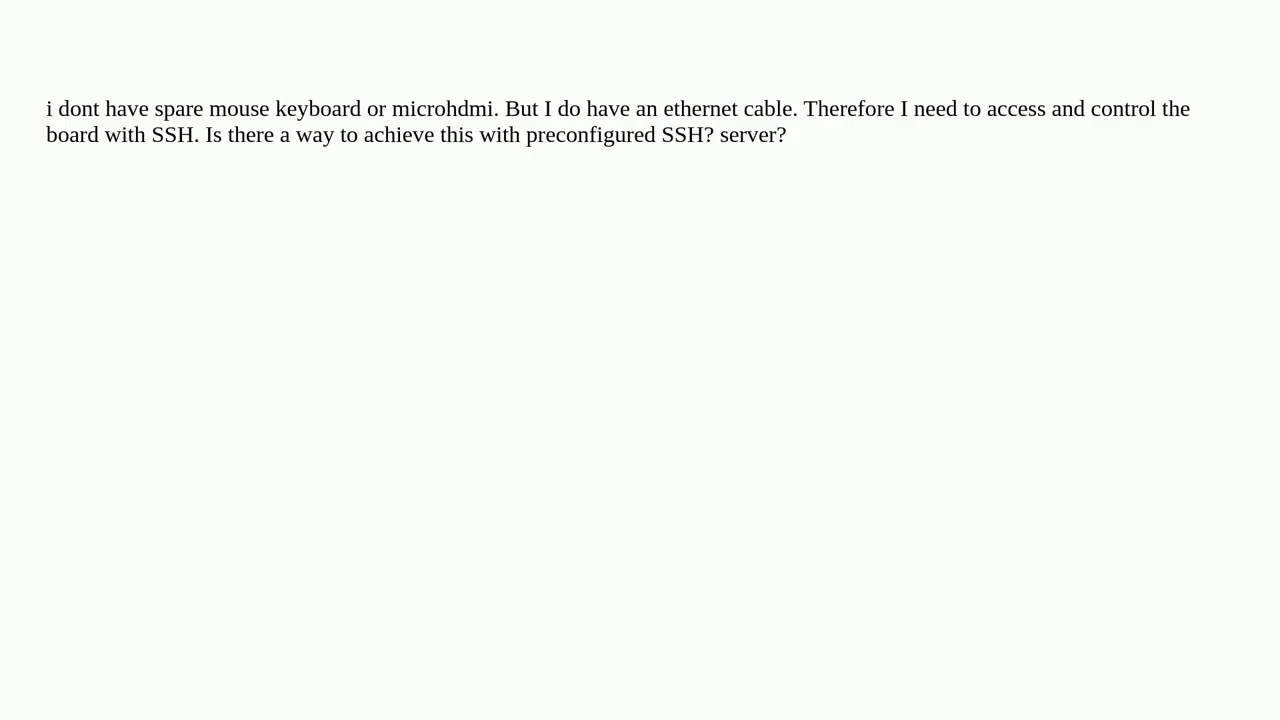 i dont have spare mouse keyboard or microhdmi. But I do have an ethernet cable. Therefore I need to access and control the
board with SSH. Is there a way to achieve this with preconfigured SSH? server?